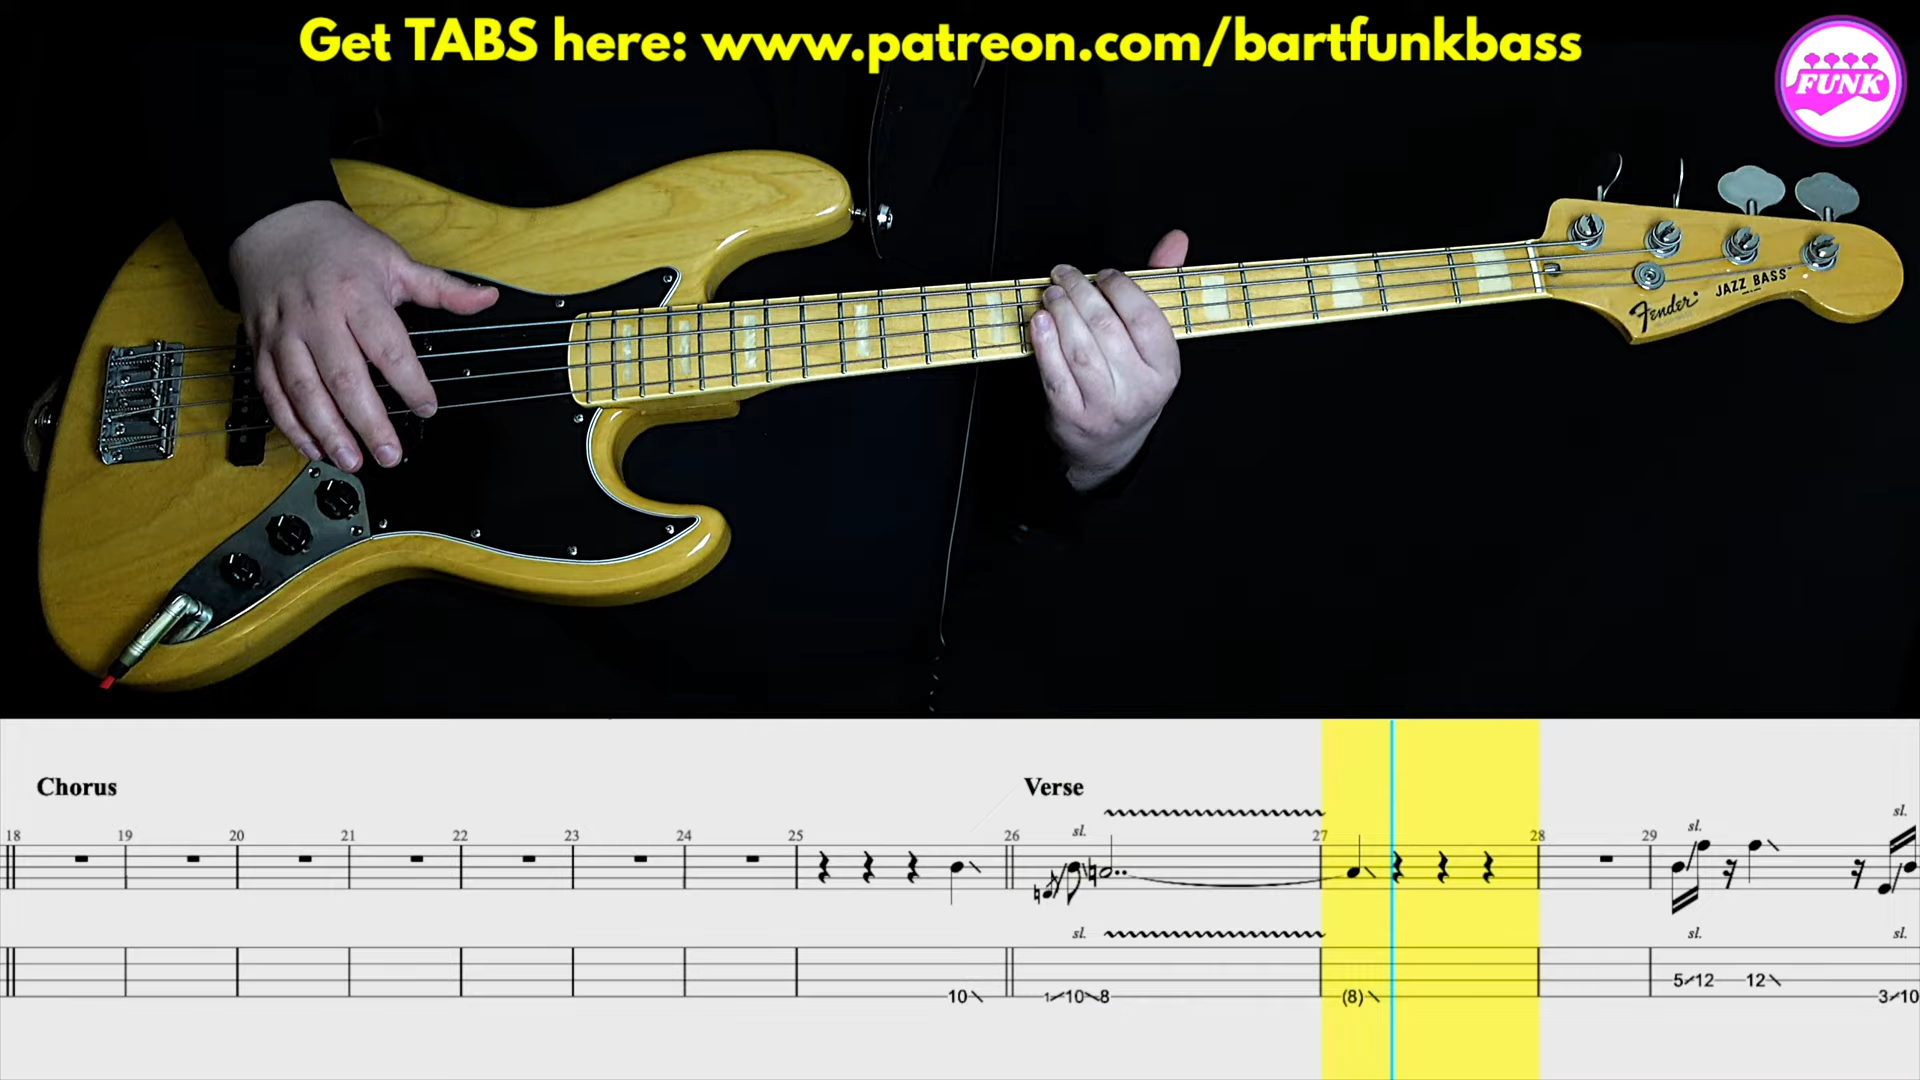 Get TABS here: www.patreon.com/bartfunkbass
FUNK
Fender
JAZZ BASS
Chorus
Verse
18 19 20 21 22 23 24 25 26 27 28 29
sl. sl. sl.
sl. sl. sl.
10 1 10 8 (8) 5 12 12 3 10